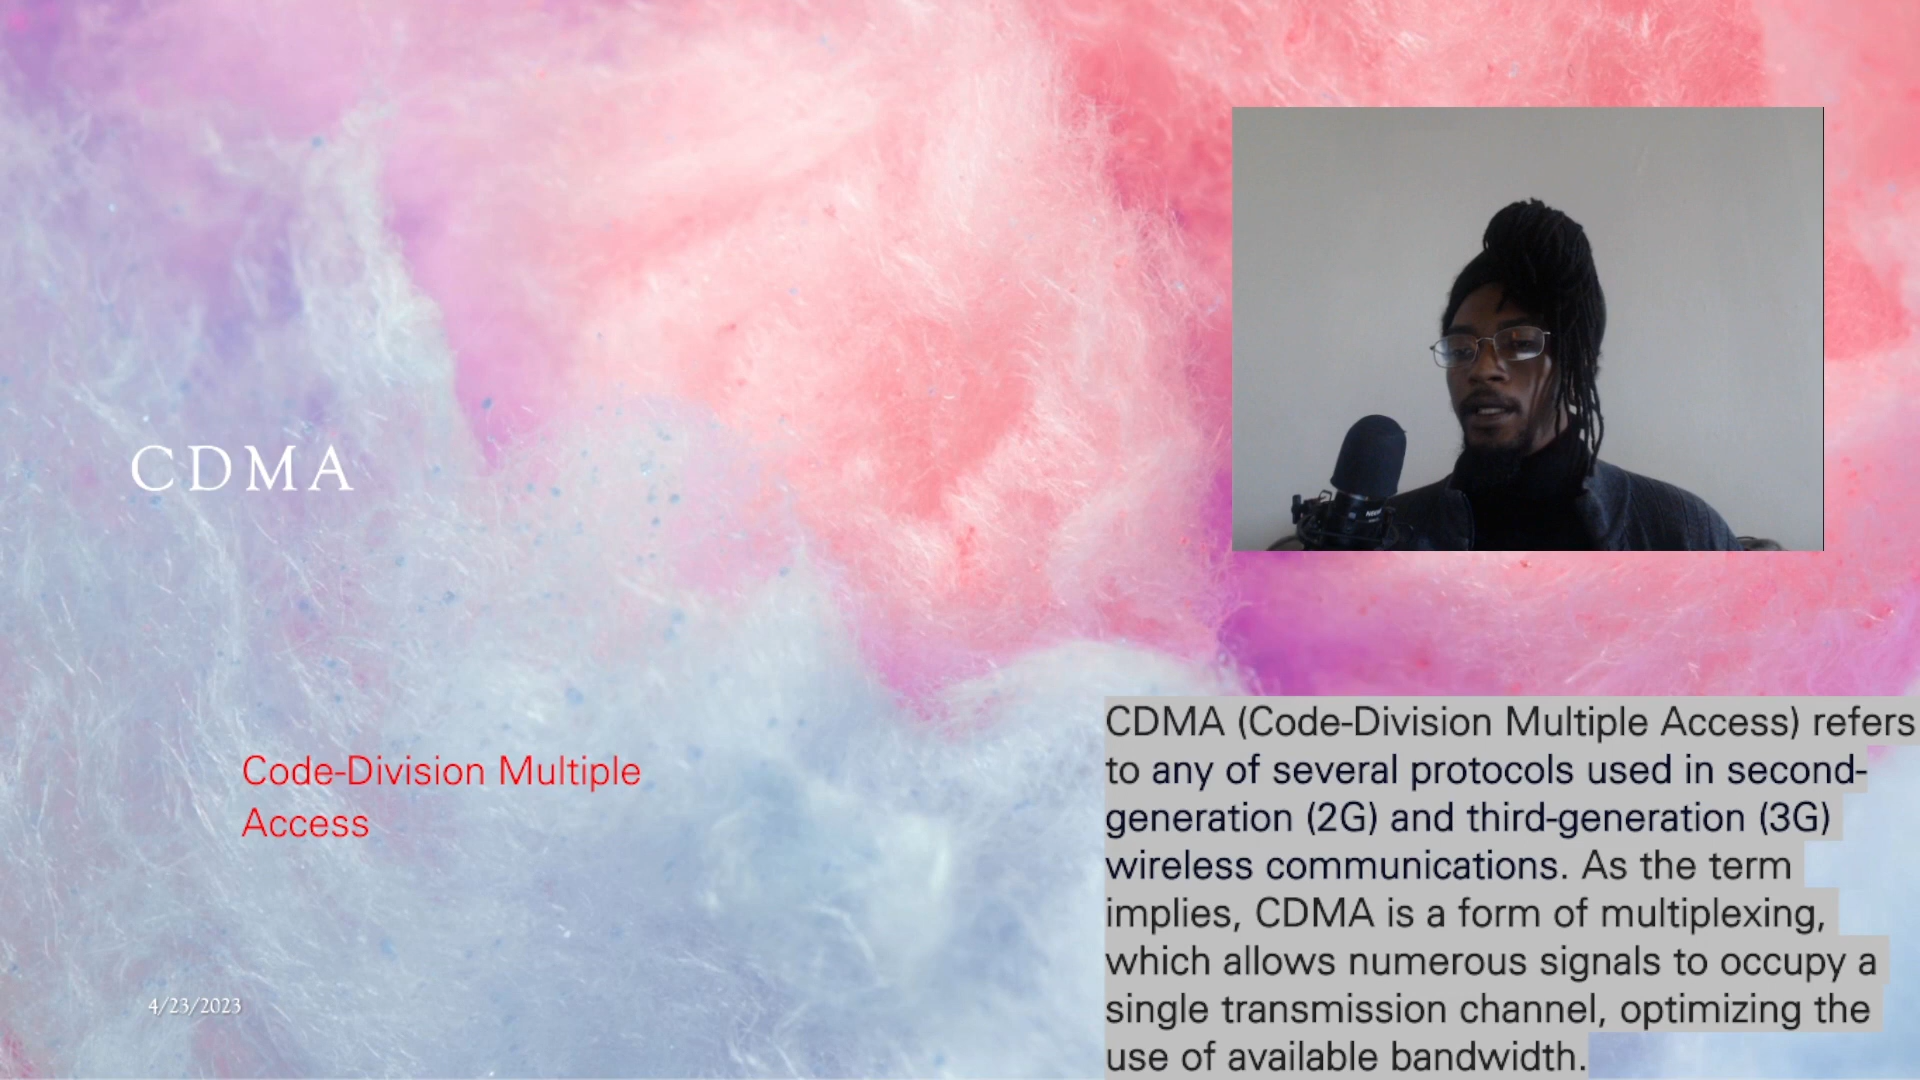 CDMA
Code-Division Multiple
Access
4/23/2023
CDMA (Code-Division Multiple Access) refers
to any of several protocols used in second-
generation (2G) and third-generation (3G)
wireless communications. As the term
implies, CDMA is a form of multiplexing,
which allows numerous signals to occupy a
single transmission channel, optimizing the
use of available bandwidth.